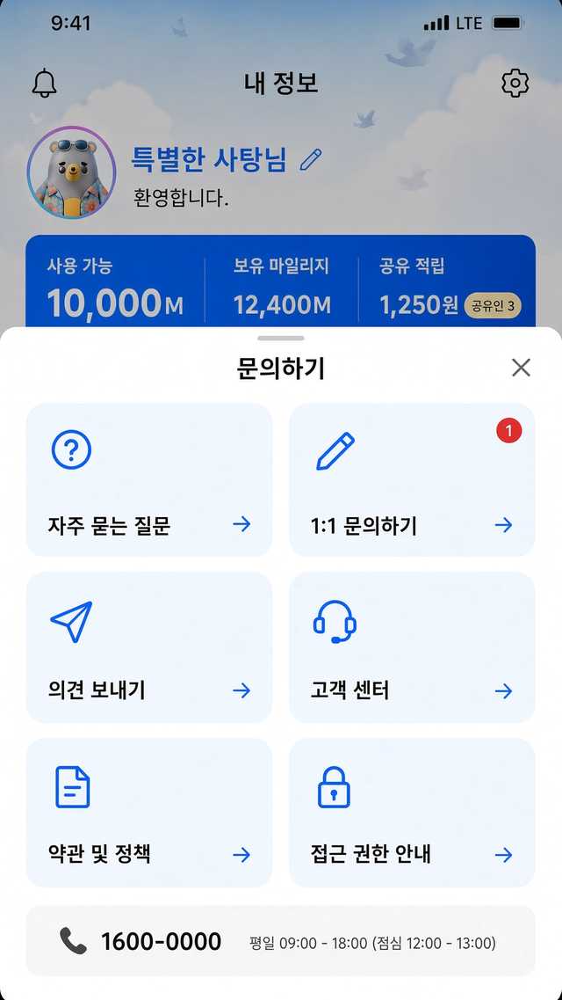 9:41
LTE
내 정보
특별한 사탕님
환영합니다.
사용 가능
10,000M
보유 마일리지
12,400M
공유 적립
1,250원 공유인 3
문의하기
자주 묻는 질문
1
1:1 문의하기
의견 보내기
고객 센터
약관 및 정책
접근 권한 안내
1600-0000 평일 09:00 - 18:00 (점심 12:00 - 13:00)